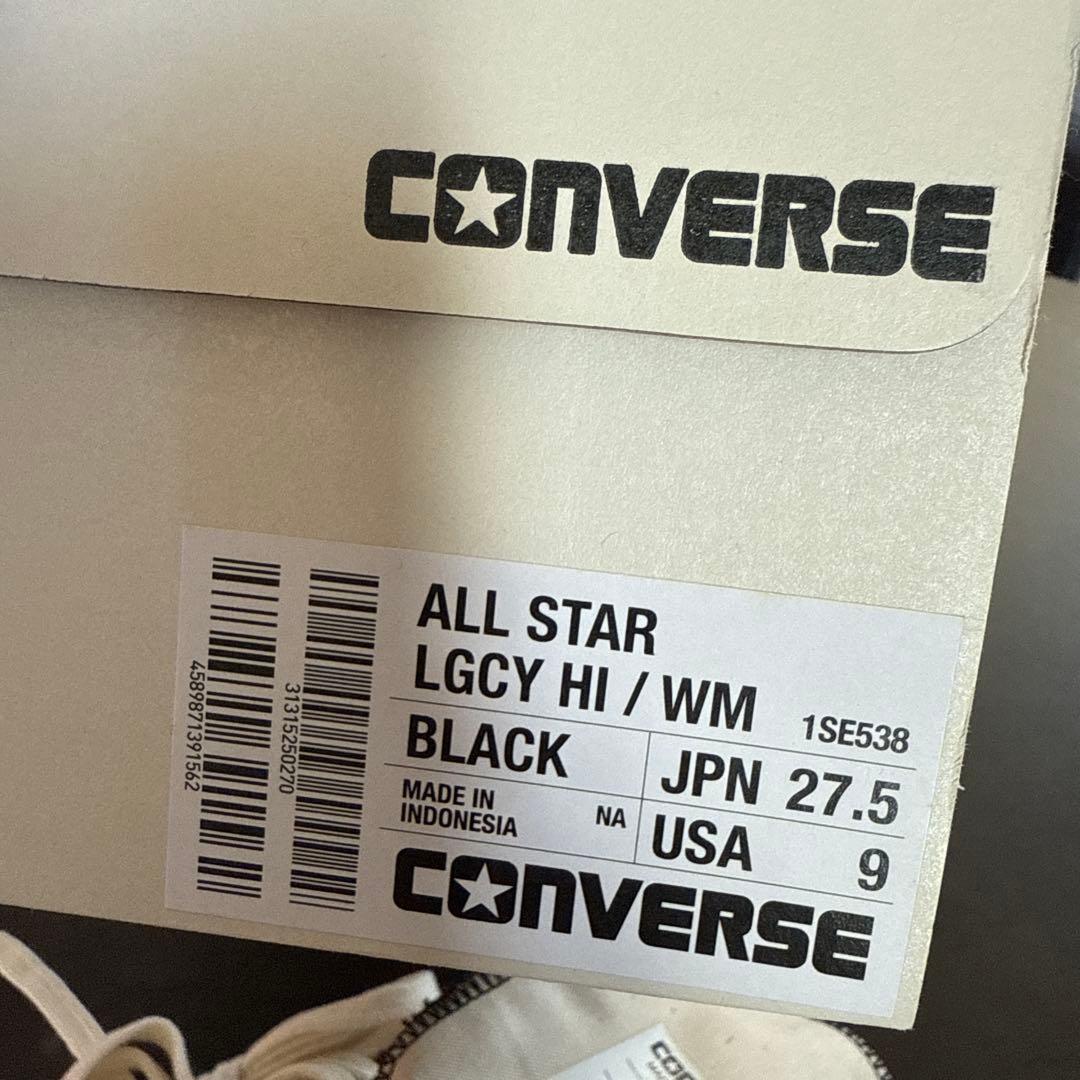 CONVERSE
ALL STAR
LGCY HI / WM
1SE538
BLACK
JPN 27.5
MADE IN
INDONESIA
NA
USA 9
CONVERSE
4589871391562
31315250270